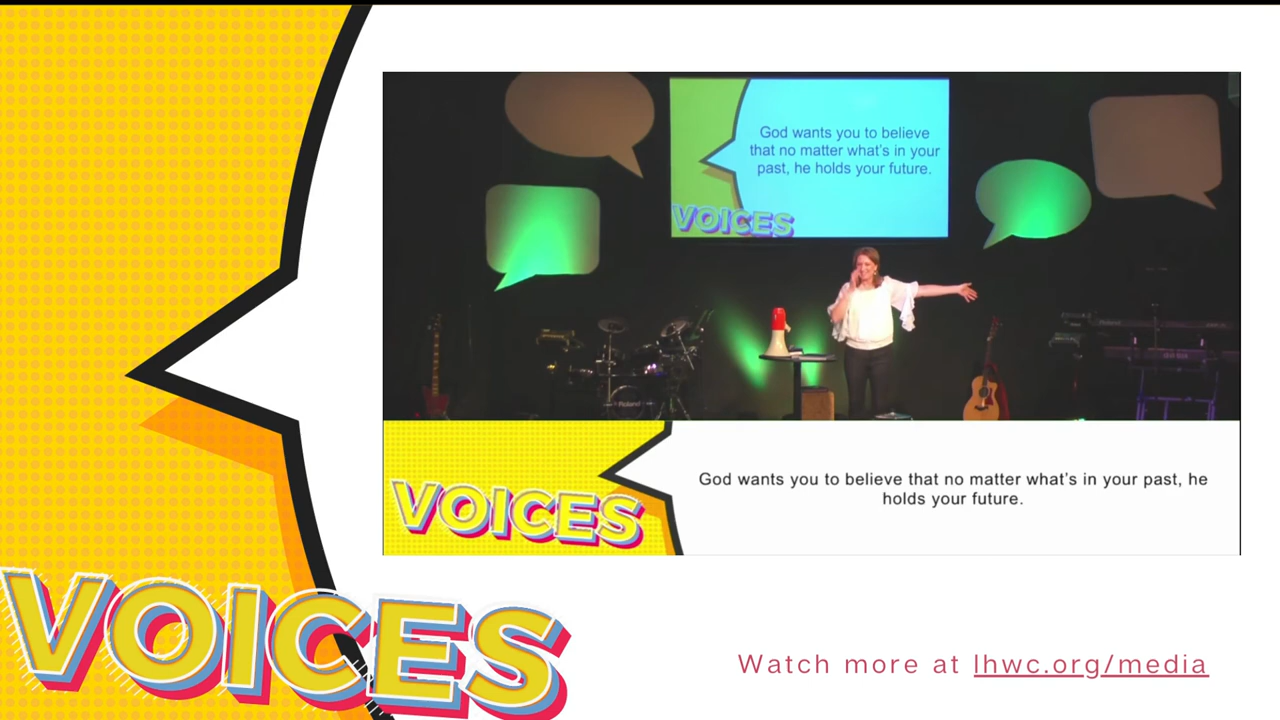 God wants you to believe
that no matter what's in your
past, he holds your future.
VOICES
Roland
God wants you to believe that no matter what's in your past, he
holds your future.
VOICES
VOICES
Watch more at lhwc.org/media